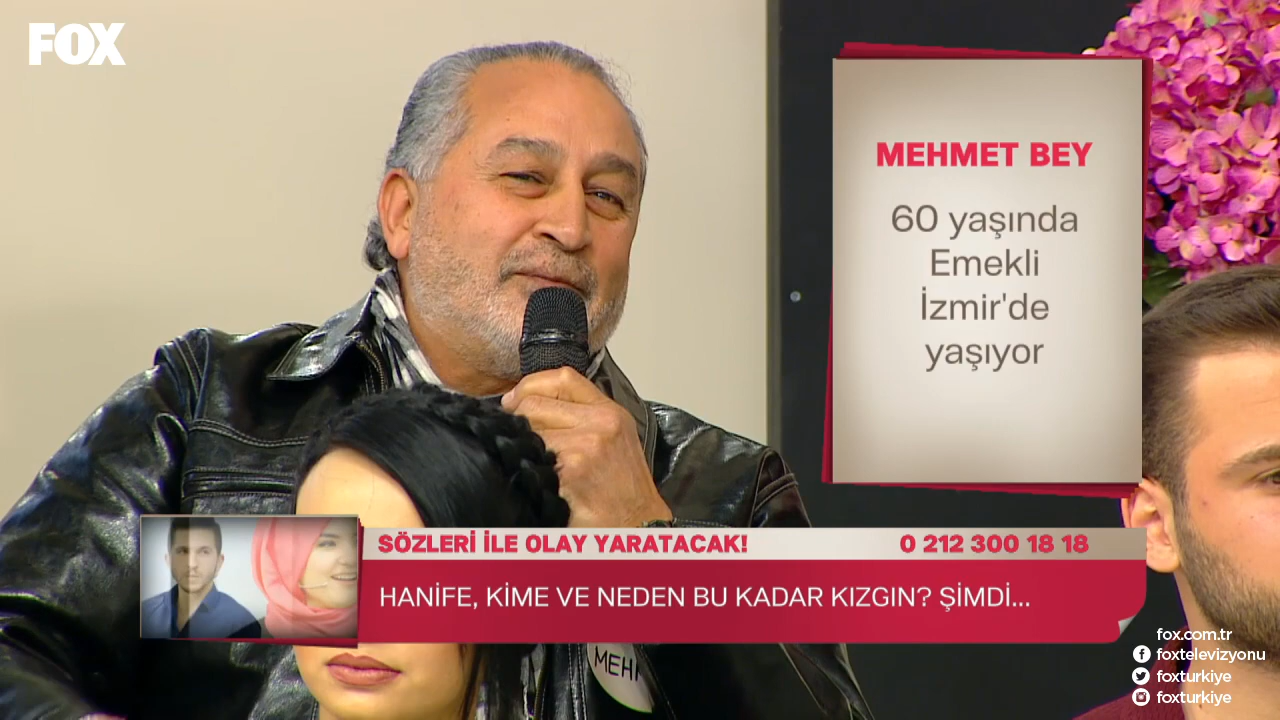 FOX
MEHMET BEY
60 yaşında
Emekli
İzmir'de
yaşıyor
SÖZLERİ İLE OLAY YARATACAK!
0 212 300 18 18
HANİFE, KİME VE NEDEN BU KADAR KIZGIN? ŞİMDİ...
MEH
fox.com.tr
foxtelevizyonu
foxturkiye
foxturkiye